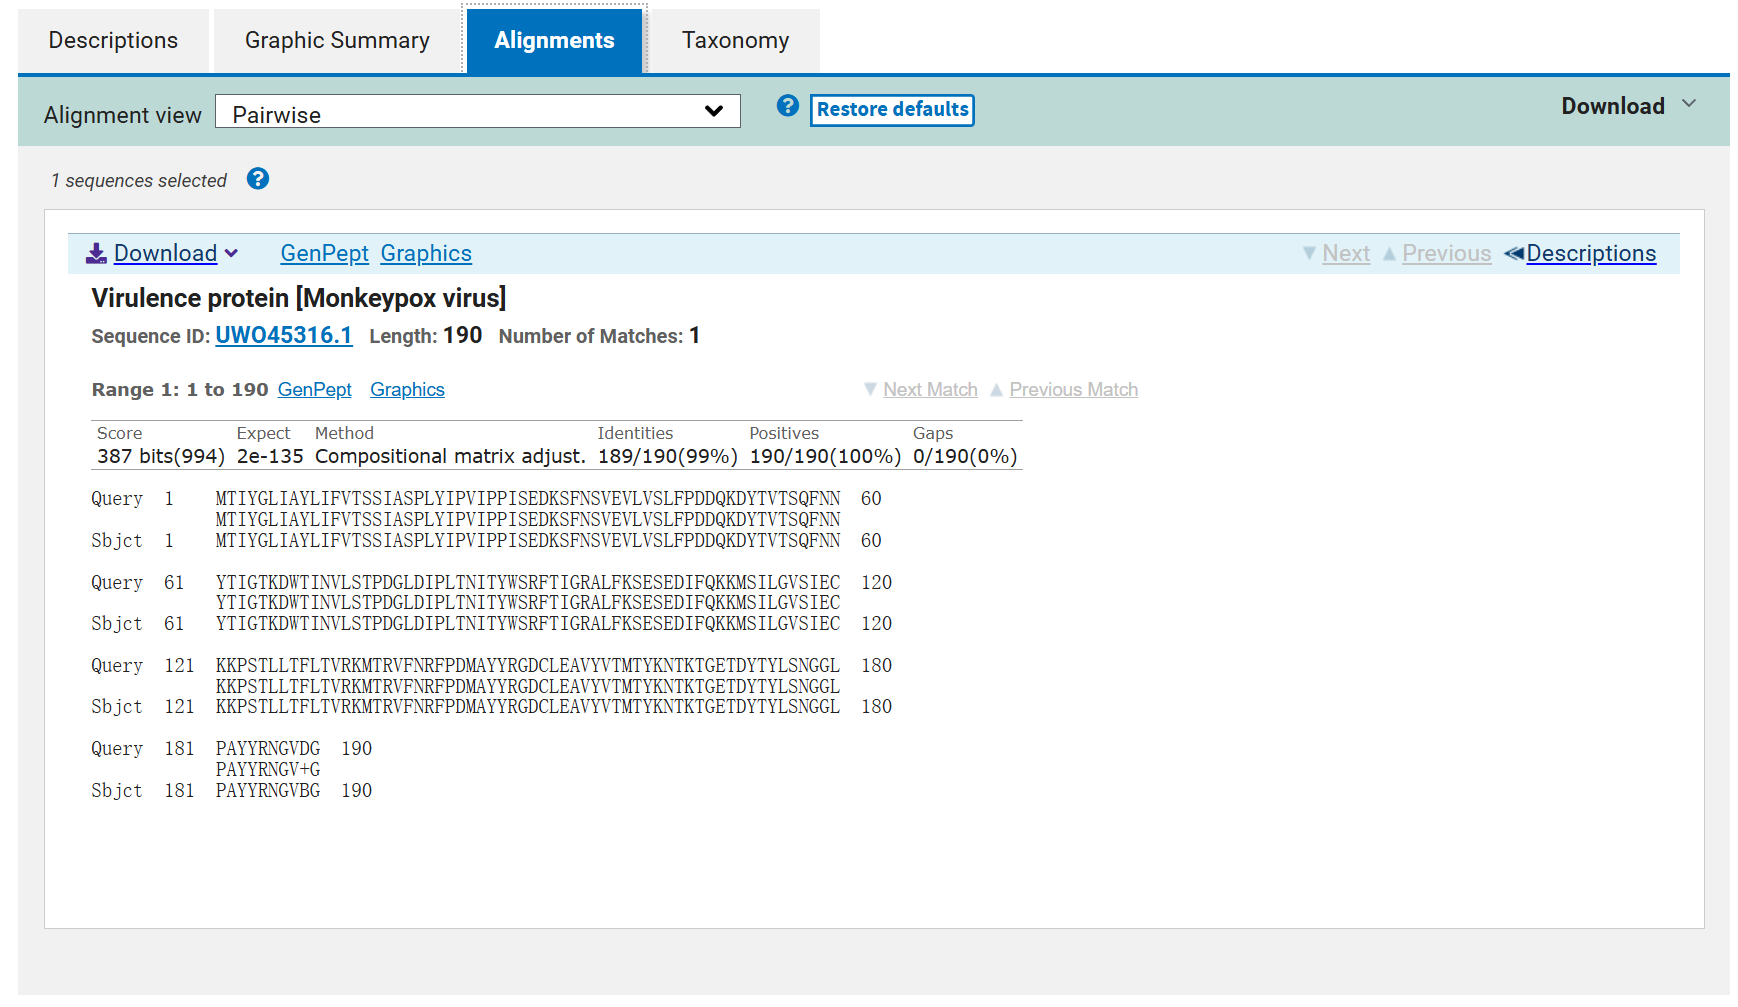 Descriptions Graphic Summary Alignments Taxonomy
Alignment view Pairwise ? Restore defaults Download
1 sequences selected ?
Download GenPept Graphics Next Previous Descriptions
Virulence protein [Monkeypox virus]
Sequence ID: UWO45316.1 Length: 190 Number of Matches: 1
Range 1: 1 to 190 GenPept Graphics Next Match Previous Match
Score Expect Method Identities Positives Gaps
387 bits(994) 2e-135 Compositional matrix adjust. 189/190(99%) 190/190(100%) 0/190(0%)
Query 1 MTIYGLIAYLIFVTSSIASPLYIPVIPPISEDKSFNSVEVLVSLFPDDQKDYTVTSQFNN 60
MTIYGLIAYLIFVTSSIASPLYIPVIPPISEDKSFNSVEVLVSLFPDDQKDYTVTSQFNN
Sbjct 1 MTIYGLIAYLIFVTSSIASPLYIPVIPPISEDKSFNSVEVLVSLFPDDQKDYTVTSQFNN 60
Query 61 YTIGTKDWTINVLSTPDGLDIPLTNITYWSRFTIGRALFKSESEDIFQKKMSILGVSIEC 120
YTIGTKDWTINVLSTPDGLDIPLTNITYWSRFTIGRALFKSESEDIFQKKMSILGVSIEC
Sbjct 61 YTIGTKDWTINVLSTPDGLDIPLTNITYWSRFTIGRALFKSESEDIFQKKMSILGVSIEC 120
Query 121 KKPSTLLTFLTVRKMTRVFNRFPDMAYYRGDCLEAVYVTMTYKNTKTGETDYTYLSNGGL 180
KKPSTLLTFLTVRKMTRVFNRFPDMAYYRGDCLEAVYVTMTYKNTKTGETDYTYLSNGGL
Sbjct 121 KKPSTLLTFLTVRKMTRVFNRFPDMAYYRGDCLEAVYVTMTYKNTKTGETDYTYLSNGGL 180
Query 181 PAYYRNGVDG 190
PAYYRNGV+G
Sbjct 181 PAYYRNGVBG 190